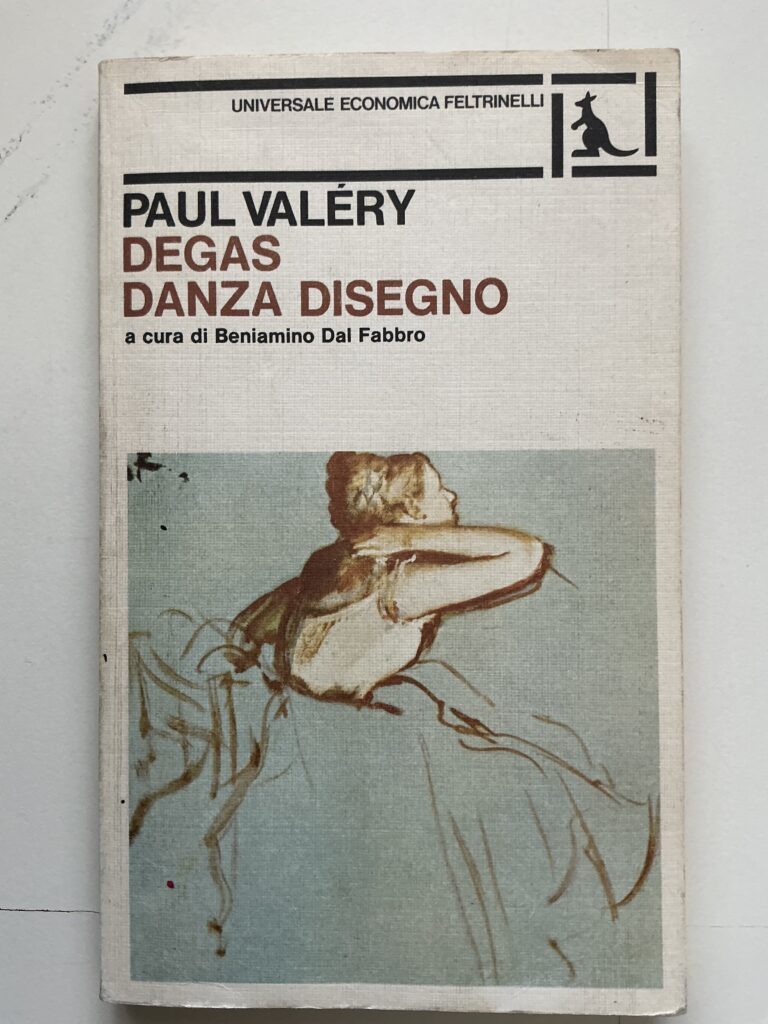 UNIVERSALE ECONOMICA FELTRINELLI
PAUL VALÉRY
DEGAS
DANZA DISEGNO
a cura di Beniamino Dal Fabbro